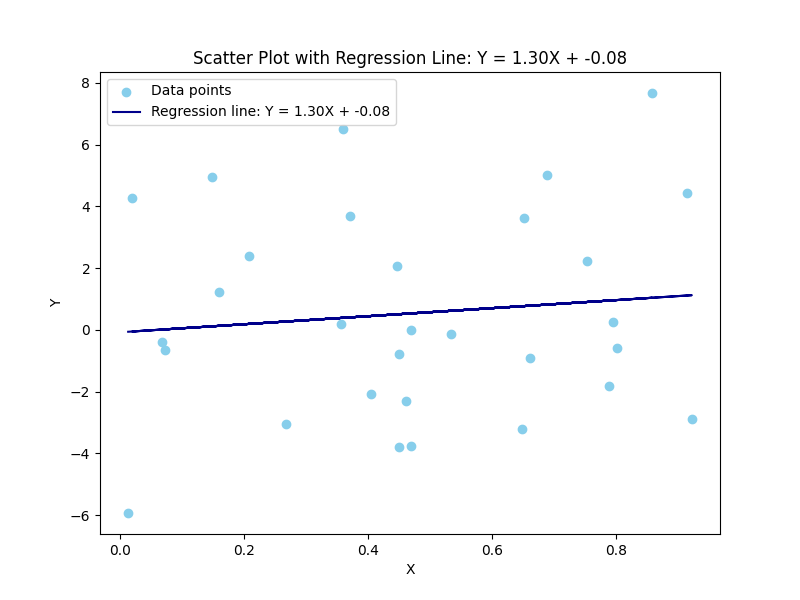 Scatter Plot with Regression Line: Y = 1.30X + -0.08
Data points
Regression line: Y = 1.30X + -0.08
8
6
4
2
0
−2
−4
−6
Y
0.0
0.2
0.4
0.6
0.8
X